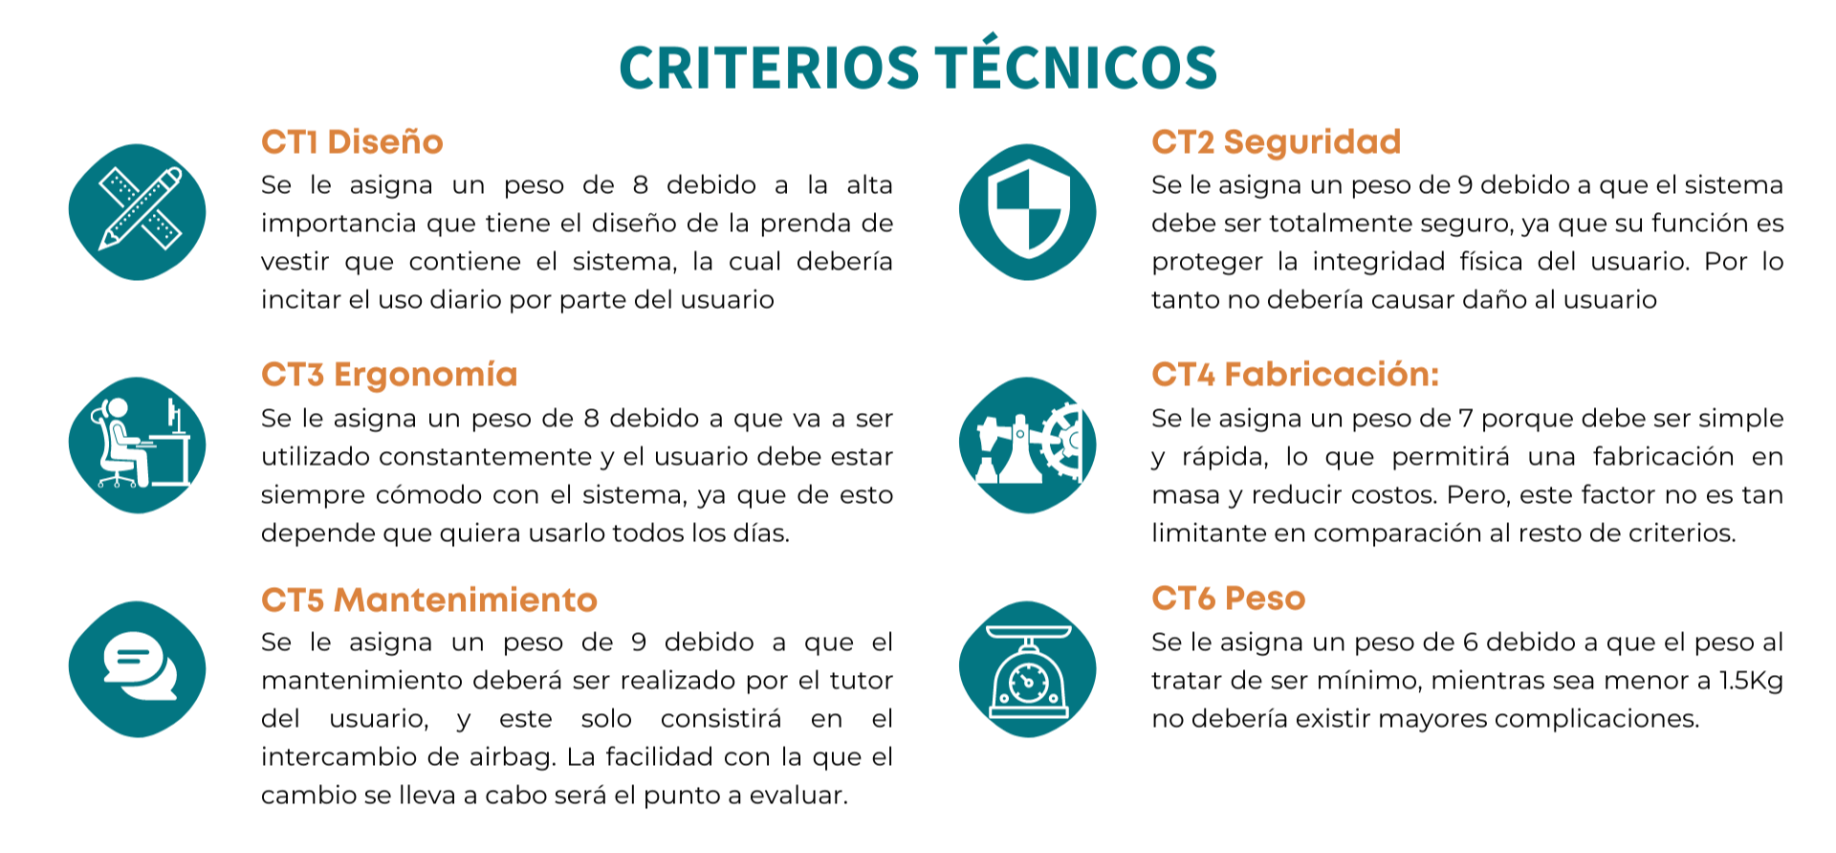 CRITERIOS TÉCNICOS
CT1 Diseño
Se le asigna un peso de 8 debido a la alta
importancia que tiene el diseño de la prenda de
vestir que contiene el sistema, la cual debería
incitar el uso diario por parte del usuario
CT2 Seguridad
Se le asigna un peso de 9 debido a que el sistema
debe ser totalmente seguro, ya que su función es
proteger la integridad física del usuario. Por lo
tanto no debería causar daño al usuario
CT3 Ergonomía
Se le asigna un peso de 8 debido a que va a ser
utilizado constantemente y el usuario debe estar
siempre cómodo con el sistema, ya que de esto
depende que quiera usarlo todos los días.
CT4 Fabricación:
Se le asigna un peso de 7 porque debe ser simple
y rápida, lo que permitirá una fabricación en
masa y reducir costos. Pero, este factor no es tan
limitante en comparación al resto de criterios.
CT5 Mantenimiento
Se le asigna un peso de 9 debido a que el
mantenimiento deberá ser realizado por el tutor
del usuario, y este solo consistirá en el
intercambio de airbag. La facilidad con la que el
cambio se lleva a cabo será el punto a evaluar.
CT6 Peso
Se le asigna un peso de 6 debido a que el peso al
tratar de ser mínimo, mientras sea menor a 1.5Kg
no debería existir mayores complicaciones.